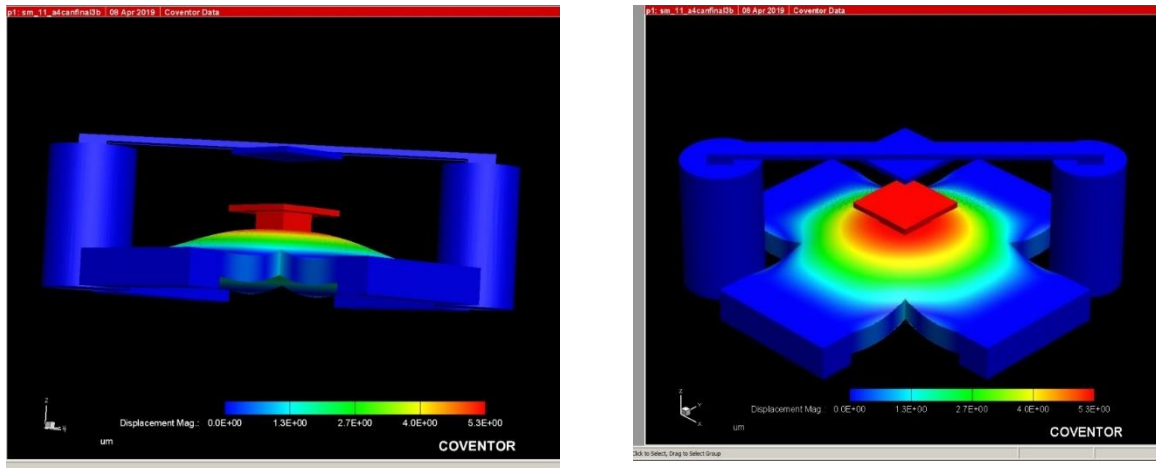 p1: sm_11_a4canfinal3b | 08 Apr 2019 | Coventor Data
z
Displacement Mag.: 0.0E+00 1.3E+00 2.7E+00 4.0E+00 5.3E+00
um
COVENTOR
p1: sm_11_a4canfinal3b | 08 Apr 2019 | Coventor Data
z
Y
X
Displacement Mag.: 0.0E+00 1.3E+00 2.7E+00 4.0E+00 5.3E+00
um
COVENTOR
Click to Select, Drag to Select Group